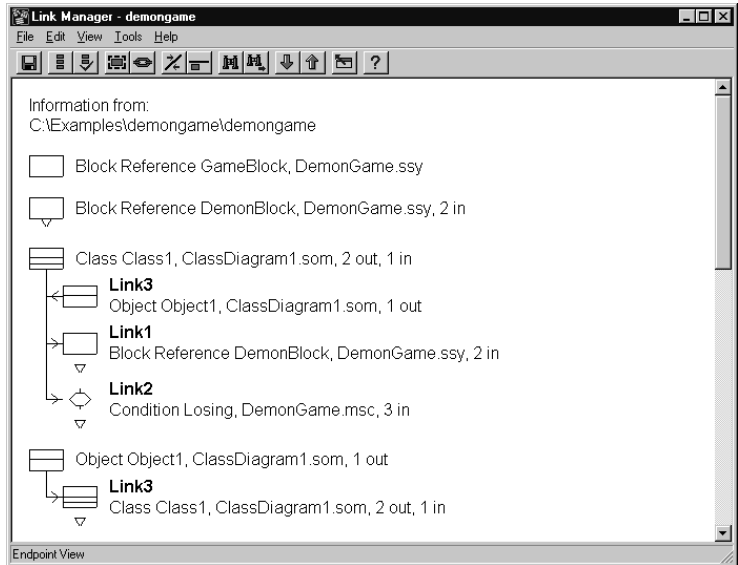 Link Manager - demongame
File Edit View Tools Help
?
Information from:
C:\Examples\demongame\demongame
Block Reference GameBlock, DemonGame.ssy
Block Reference DemonBlock, DemonGame.ssy, 2 in
Class Class1, ClassDiagram1.som, 2 out, 1 in
Link3
Object Object1, ClassDiagram1.som, 1 out
Link1
Block Reference DemonBlock, DemonGame.ssy, 2 in
Link2
Condition Losing, DemonGame.msc, 3 in
Object Object1, ClassDiagram1.som, 1 out
Link3
Class Class1, ClassDiagram1.som, 2 out, 1 in
Endpoint View